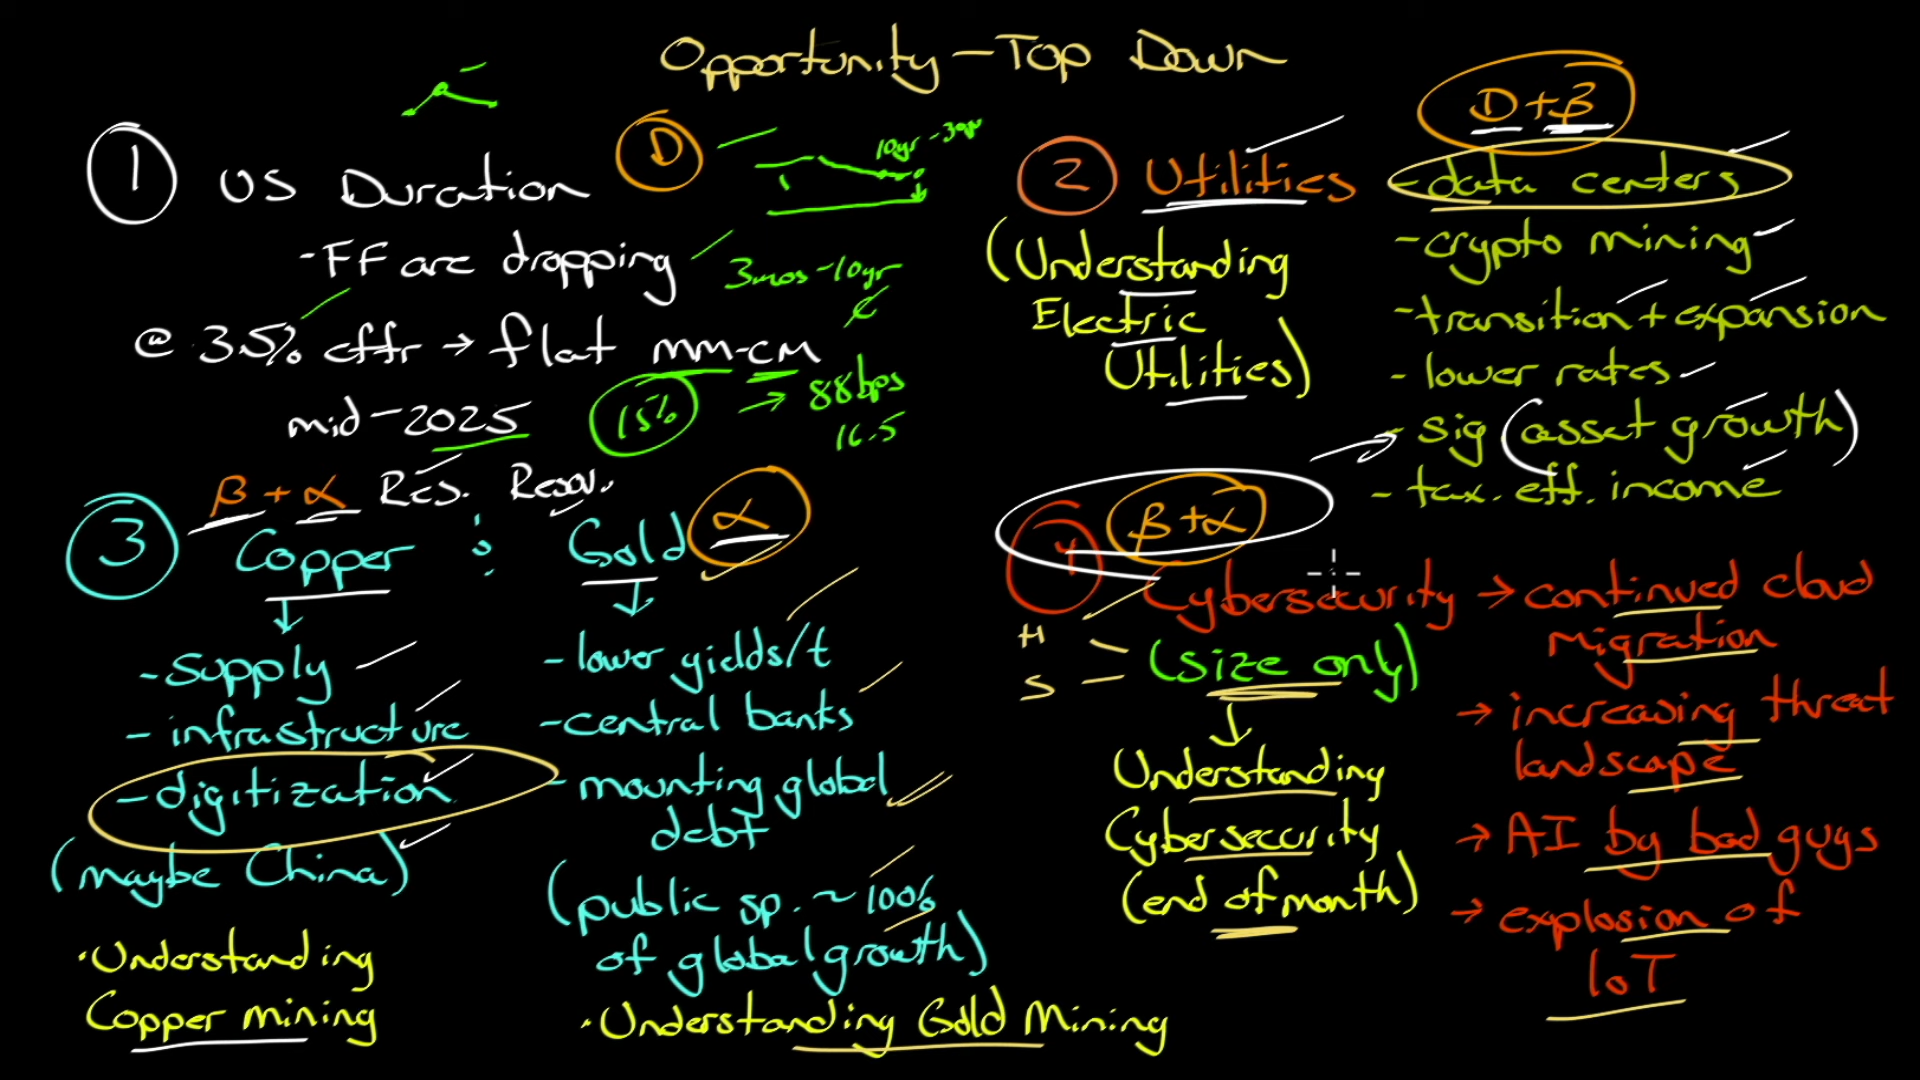 Opportunity - Top Down
1 US Duration D
10yr - 30yr
- FF are dropping
3mos - 10yr
@ 3.5% effr → flat mm-cm
mid - 2025
15% → 88bps
16.5
2 Utilities
(Understanding
Electric
Utilities)
D + β
- data centers
- crypto mining
- transition + expansion
- lower rates
- sig (asset growth)
- tax. eff. income
β + α Res. Resov.
3 Copper : Gold α
- supply
- infrastructure
- digitization
(maybe China)
· Understanding
Copper mining
- lower yields/t
- central banks
- mounting global
debt
(public sp. ~ 100%
of global growth)
· Understanding Gold Mining
β + α
4 Cybersecurity
H
S
(size only)
↓
Understanding
Cybersecurity
(end of month)
→ continued cloud
migration
→ increasing threat
landscape
→ AI by bad guys
→ explosion of
IoT